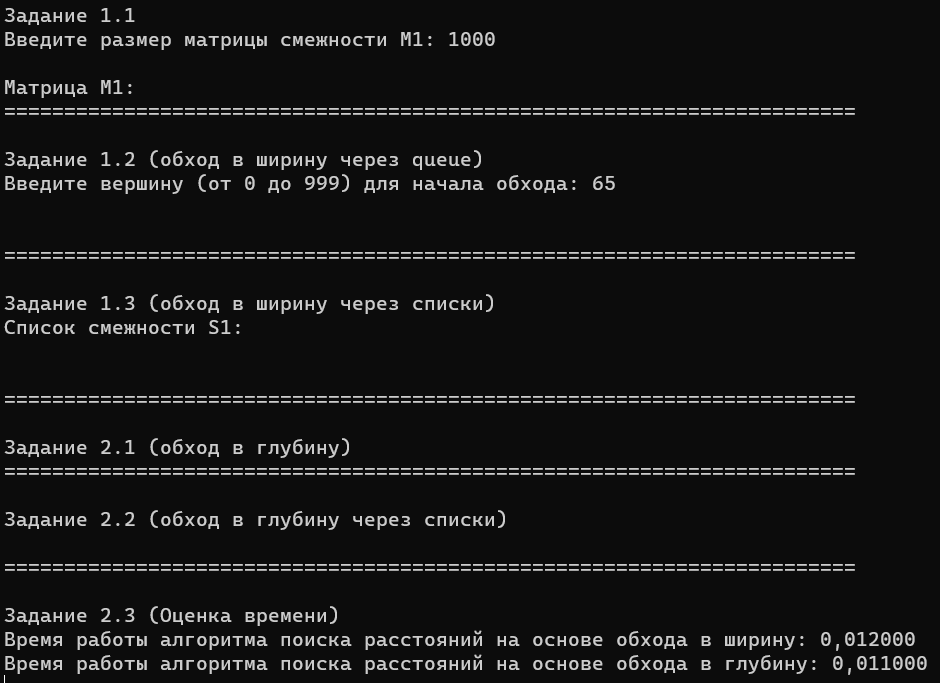 Задание 1.1
Введите размер матрицы смежности M1: 1000
Матрица M1:
=======================================================================
Задание 1.2 (обход в ширину через queue)
Введите вершину (от 0 до 999) для начала обхода: 65
=======================================================================
Задание 1.3 (обход в ширину через списки)
Список смежности S1:
=======================================================================
Задание 2.1 (обход в глубину)
=======================================================================
Задание 2.2 (обход в глубину через списки)
=======================================================================
Задание 2.3 (Оценка времени)
Время работы алгоритма поиска расстояний на основе обхода в ширину: 0,012000
Время работы алгоритма поиска расстояний на основе обхода в глубину: 0,011000